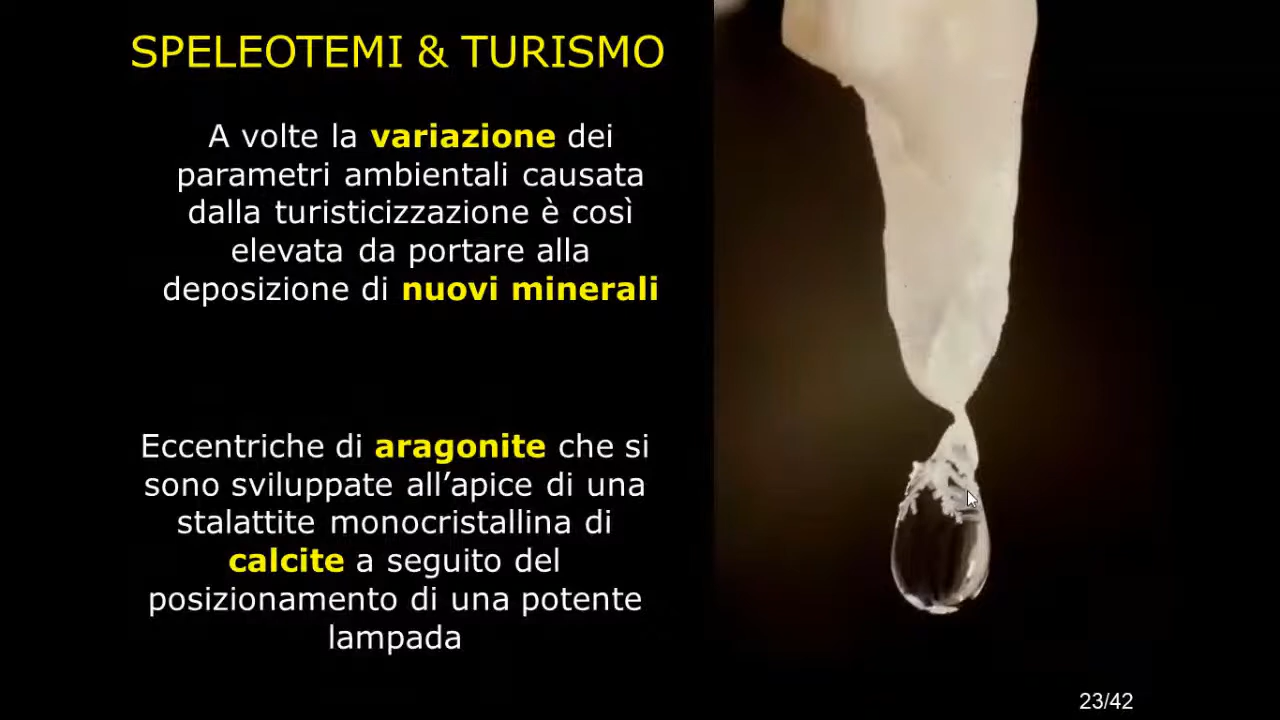 SPELEOTEMI & TURISMO
A volte la variazione dei
parametri ambientali causata
dalla turisticizzazione è così
elevata da portare alla
deposizione di nuovi minerali
Eccentriche di aragonite che si
sono sviluppate all’apice di una
stalattite monocristallina di
calcite a seguito del
posizionamento di una potente
lampada
23/42